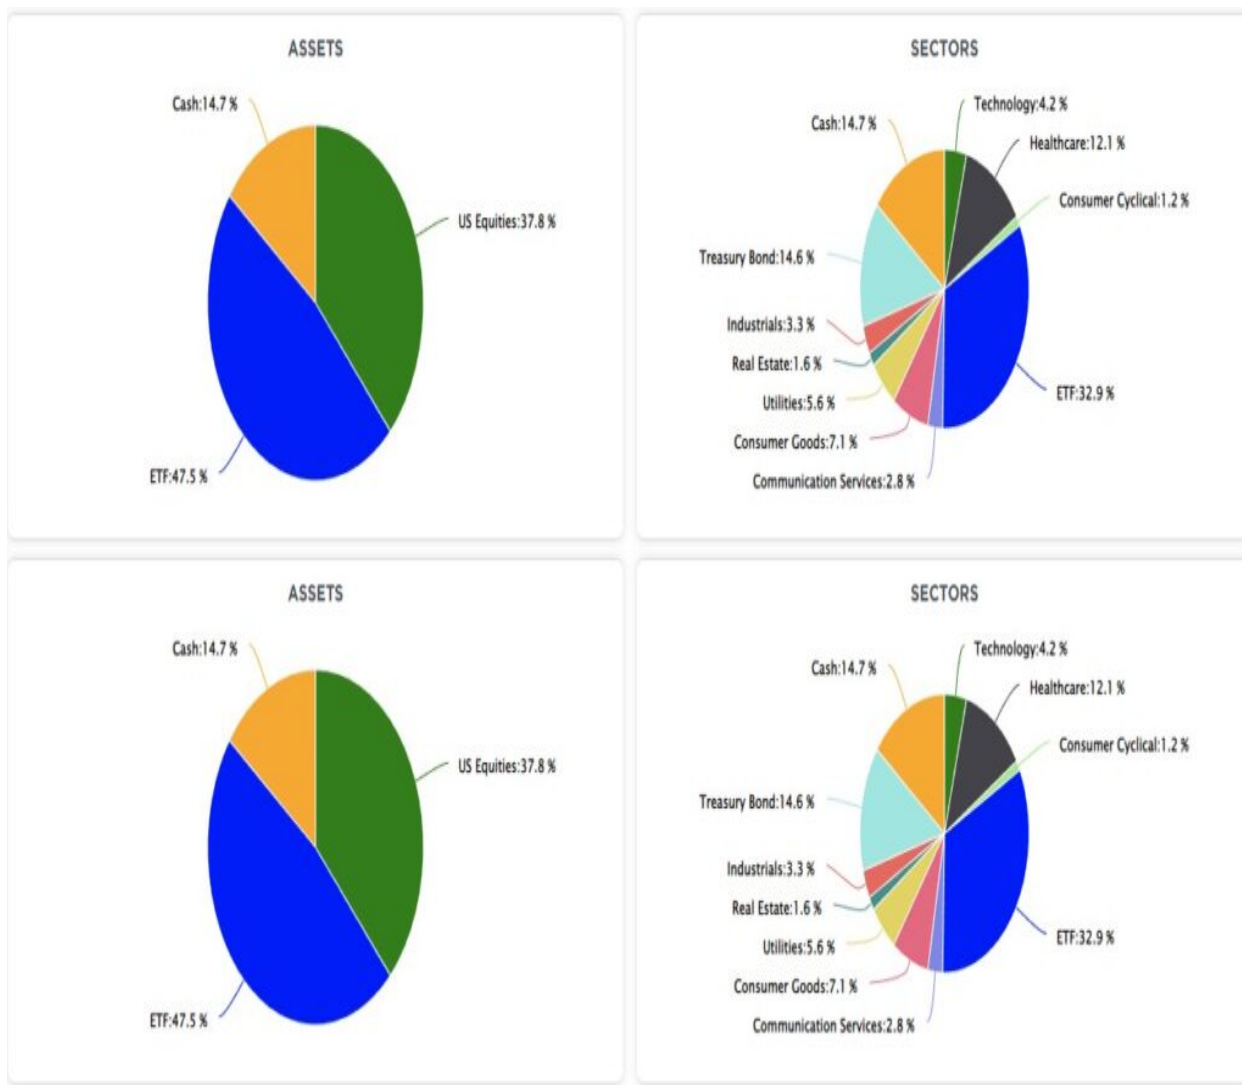 ASSETS
Cash:14.7 %
US Equities:37.8 %
ETF:47.5 %
SECTORS
Technology:4.2 %
Cash:14.7 %
Healthcare:12.1 %
Consumer Cyclical:1.2 %
Treasury Bond:14.6 %
Industrials:3.3 %
Real Estate:1.6 %
ETF:32.9 %
Utilities:5.6 %
Consumer Goods:7.1 %
Communication Services:2.8 %
ASSETS
Cash:14.7 %
US Equities:37.8 %
ETF:47.5 %
SECTORS
Technology:4.2 %
Cash:14.7 %
Healthcare:12.1 %
Consumer Cyclical:1.2 %
Treasury Bond:14.6 %
Industrials:3.3 %
Real Estate:1.6 %
ETF:32.9 %
Utilities:5.6 %
Consumer Goods:7.1 %
Communication Services:2.8 %